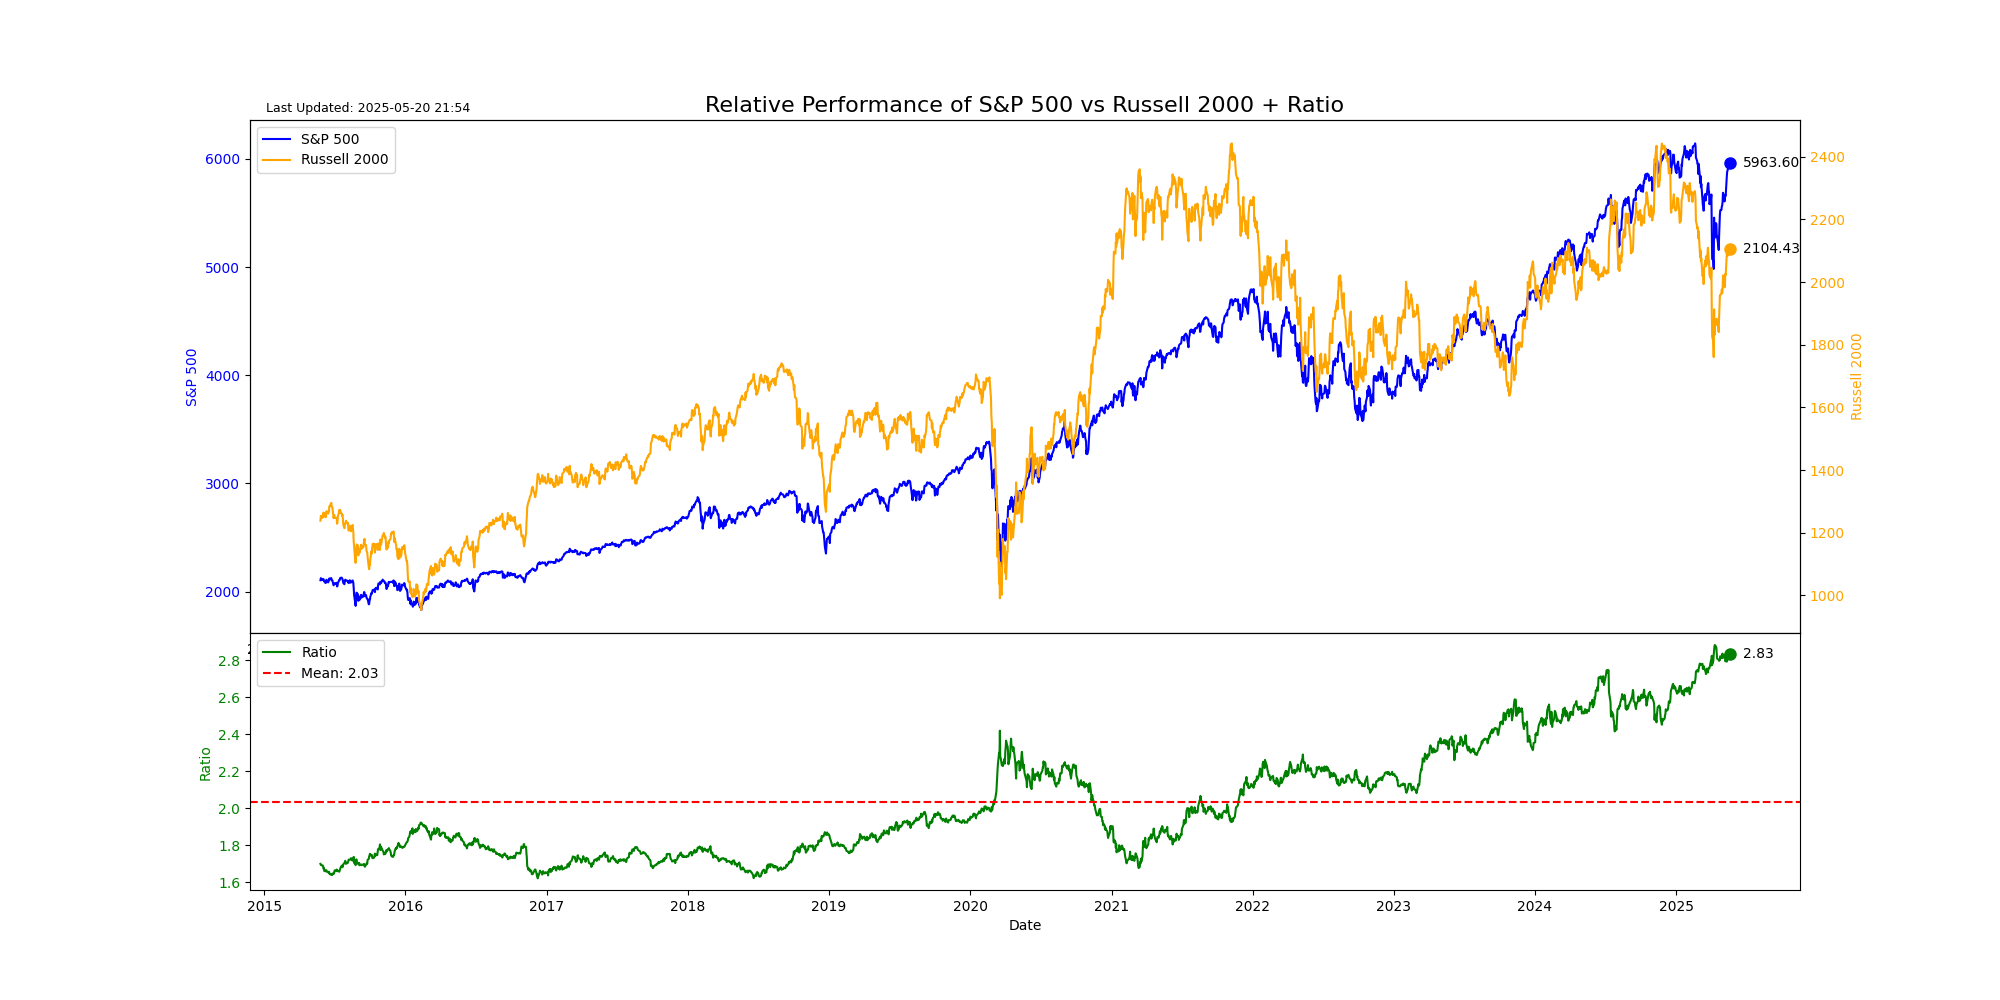 Last Updated: 2025-05-20 21:54
Relative Performance of S&P 500 vs Russell 2000 + Ratio
S&P 500
Russell 2000
6000
5000
4000
3000
2000
S&P 500
2400
2200
2000
1800
1600
1400
1200
1000
Russell 2000
5963.60
2104.43
Ratio
Mean: 2.03
2.8
2.6
2.4
2.2
2.0
1.8
1.6
Ratio
2.83
2015 2016 2017 2018 2019 2020 2021 2022 2023 2024 2025
Date